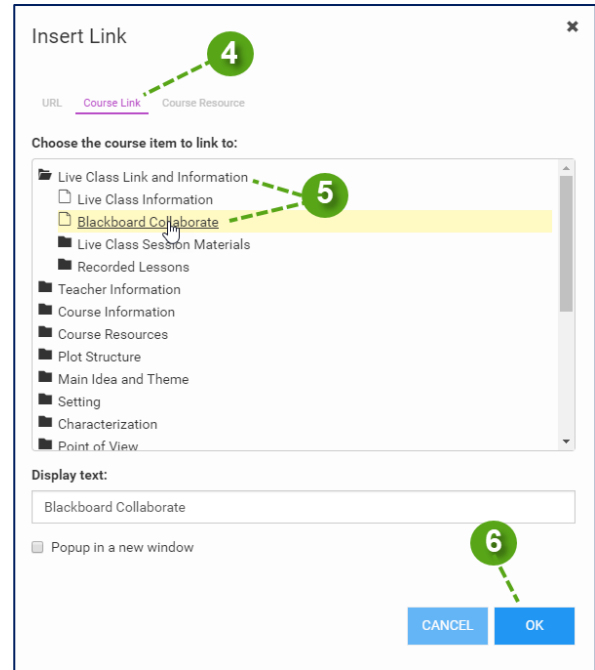 Insert Link
4
URL Course Link Course Resource
Choose the course item to link to:
Live Class Link and Information
5
Live Class Information
Blackboard Collaborate
Live Class Session Materials
Recorded Lessons
Teacher Information
Course Information
Course Resources
Plot Structure
Main Idea and Theme
Setting
Characterization
Point of View
Display text:
Blackboard Collaborate
Popup in a new window
6
CANCEL OK